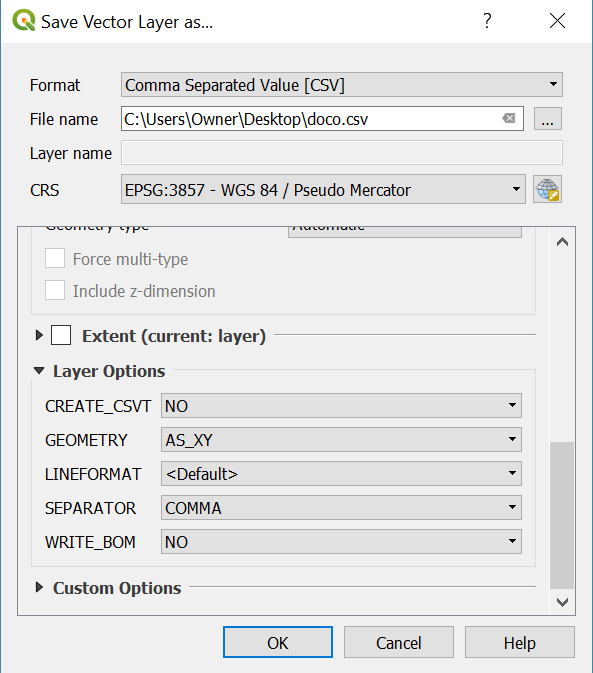 Save Vector Layer as...
?
Format Comma Separated Value [CSV]
File name C:\Users\Owner\Desktop\doco.csv ...
Layer name
CRS EPSG:3857 - WGS 84 / Pseudo Mercator
Geometry type Automatic
Force multi-type
Include z-dimension
Extent (current: layer)
Layer Options
CREATE_CSVT NO
GEOMETRY AS_XY
LINEFORMAT <Default>
SEPARATOR COMMA
WRITE_BOM NO
Custom Options
OK Cancel Help